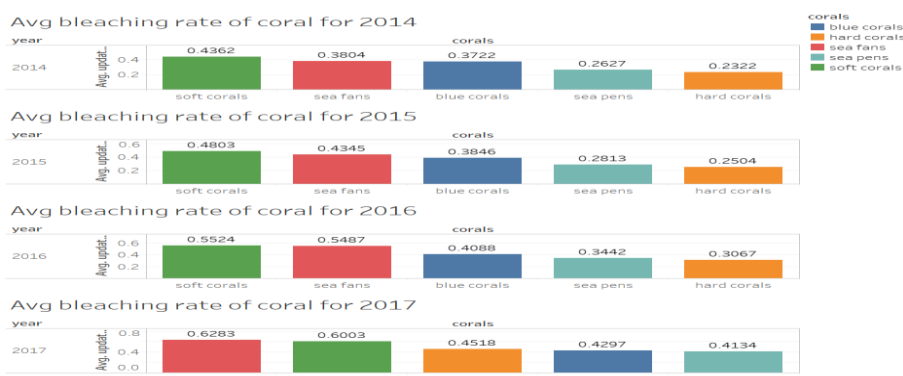 Avg bleaching rate of coral for 2014
corals
blue corals
hard corals
sea fans
sea pens
soft corals
year corals
2014
Avg. updat..
0.4
0.2
0.4362 0.3804 0.3722 0.2627 0.2322
soft corals sea fans blue corals sea pens hard corals
Avg bleaching rate of coral for 2015
year corals
2015
Avg. updat..
0.6
0.4
0.2
0.4803 0.4345 0.3846 0.2813 0.2504
soft corals sea fans blue corals sea pens hard corals
Avg bleaching rate of coral for 2016
year corals
2016
Avg. updat..
0.6
0.4
0.2
0.5524 0.5487 0.4088 0.3442 0.3067
soft corals sea fans blue corals sea pens hard corals
Avg bleaching rate of coral for 2017
year corals
2017
Avg. updat..
0.8
0.4
0.0
0.6283 0.6003 0.4518 0.4297 0.4134